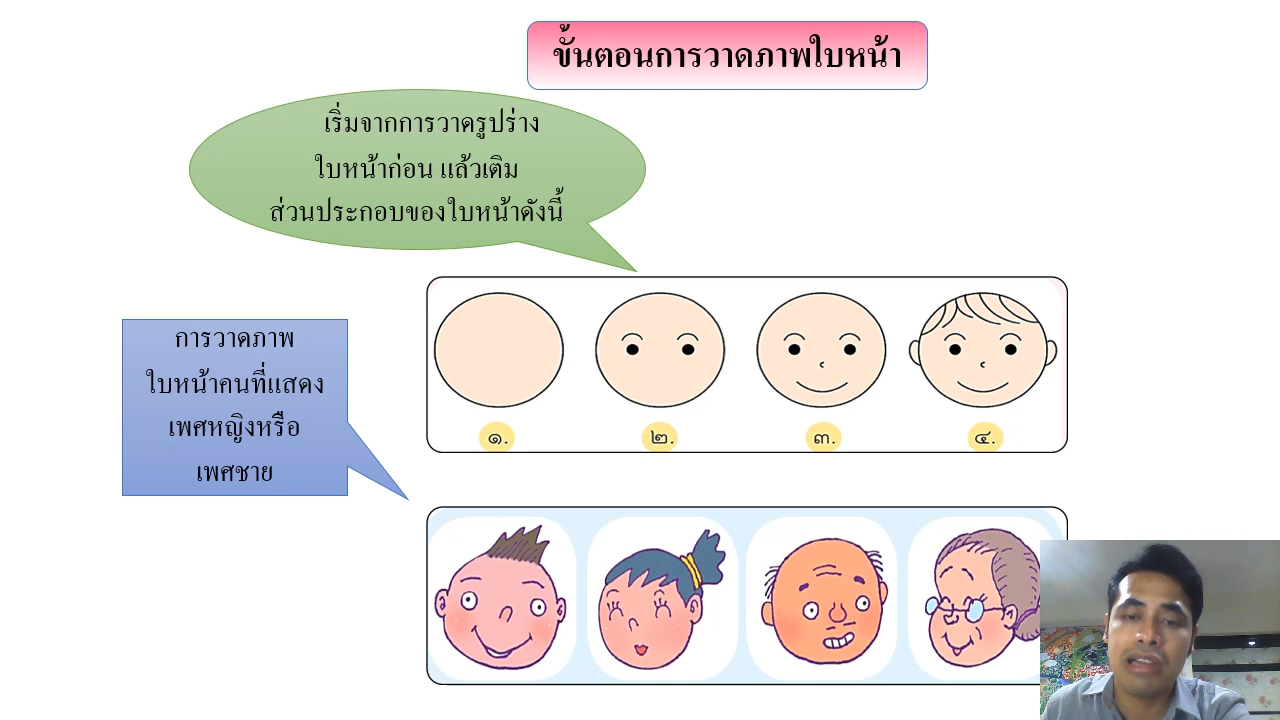 ขั้นตอนการวาดภาพใบหน้า
เริ่มจากการวาดรูปร่าง
ใบหน้าก่อน แล้วเติม
ส่วนประกอบของใบหน้าดังนี้
๑.
๒.
๓.
๔.
การวาดภาพ
ใบหน้าคนที่แสดง
เพศหญิงหรือ
เพศชาย